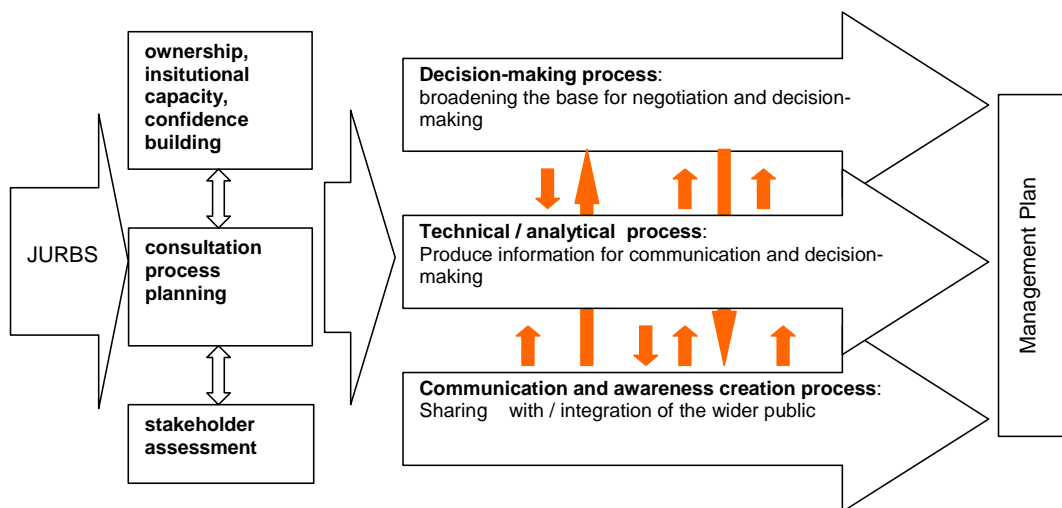 JURBS
ownership,
insitutional
capacity,
confidence
building
consultation
process
planning
stakeholder
assessment
Decision-making process:
broadening the base for negotiation and decision-
making
Technical / analytical process:
Produce information for communication and decision-
making
Communication and awareness creation process:
Sharing with / integration of the wider public
Management Plan